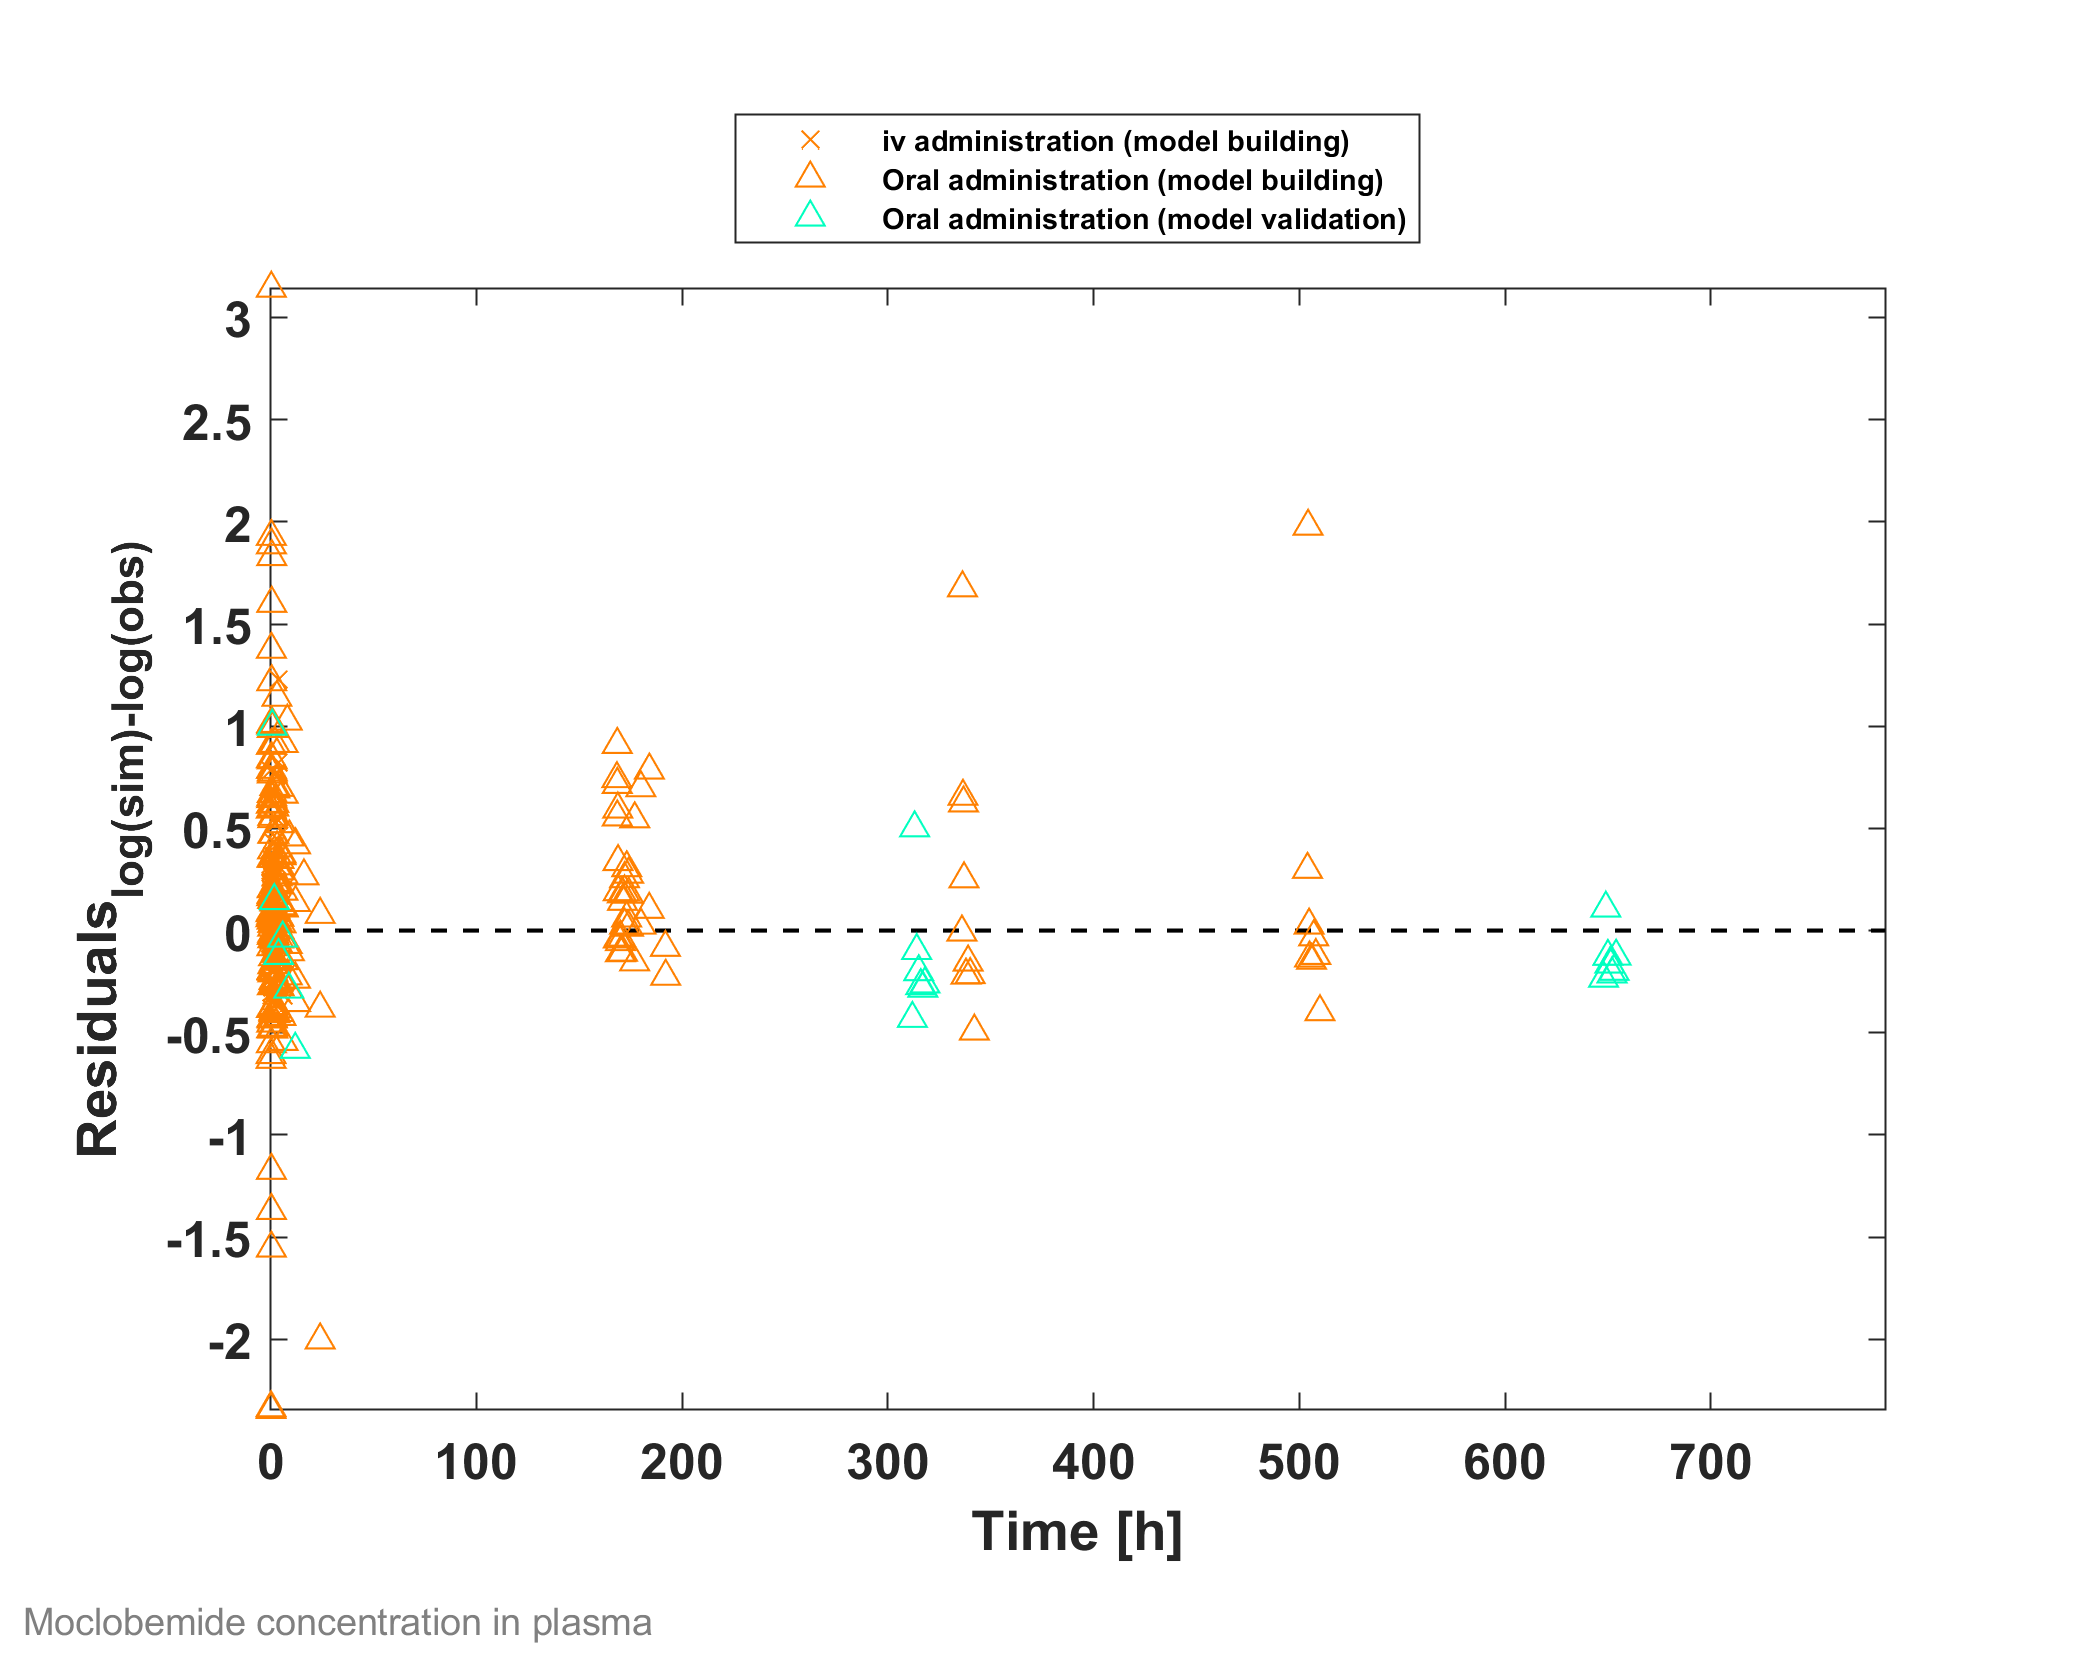 iv administration (model building)
Oral administration (model building)
Oral administration (model validation)
3
2.5
2
1.5
1
0.5
0
-0.5
-1
-1.5
-2
Residuals log(sim)-log(obs)
0 100 200 300 400 500 600 700
Time [h]
Moclobemide concentration in plasma